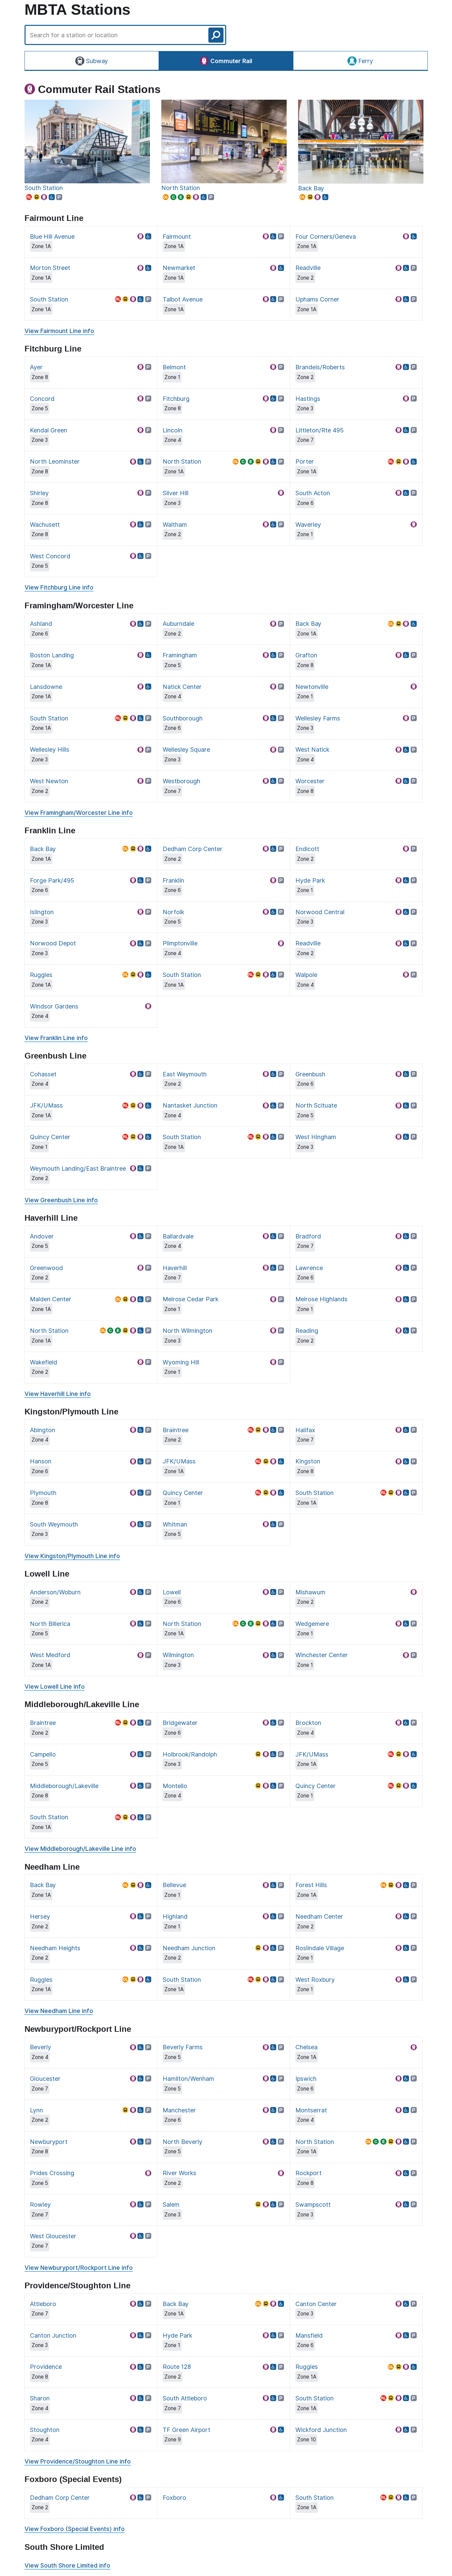 MBTA Stations
Search for a station or location
Subway
Commuter Rail
Ferry
Commuter Rail Stations
South Station
North Station
Back Bay
Fairmount Line
Blue Hill Avenue
Zone 1A
Fairmount
Zone 1A
Four Corners/Geneva
Zone 1A
Morton Street
Zone 1A
Newmarket
Zone 1A
Readville
Zone 2
South Station
Zone 1A
Talbot Avenue
Zone 1A
Uphams Corner
Zone 1A
View Fairmount Line info
Fitchburg Line
Ayer
Zone 8
Belmont
Zone 1
Brandeis/Roberts
Zone 2
Concord
Zone 5
Fitchburg
Zone 8
Hastings
Zone 3
Kendal Green
Zone 3
Lincoln
Zone 4
Littleton/Rte 495
Zone 7
North Leominster
Zone 8
North Station
Zone 1A
Porter
Zone 1A
Shirley
Zone 8
Silver Hill
Zone 3
South Acton
Zone 6
Wachusett
Zone 8
Waltham
Zone 2
Waverley
Zone 1
West Concord
Zone 5
View Fitchburg Line info
Framingham/Worcester Line
Ashland
Zone 6
Auburndale
Zone 2
Back Bay
Zone 1A
Boston Landing
Zone 1A
Framingham
Zone 5
Grafton
Zone 8
Lansdowne
Zone 1A
Natick Center
Zone 4
Newtonville
Zone 1
South Station
Zone 1A
Southborough
Zone 6
Wellesley Farms
Zone 3
Wellesley Hills
Zone 3
Wellesley Square
Zone 3
West Natick
Zone 4
West Newton
Zone 2
Westborough
Zone 7
Worcester
Zone 8
View Framingham/Worcester Line info
Franklin Line
Back Bay
Zone 1A
Dedham Corp Center
Zone 2
Endicott
Zone 2
Forge Park/495
Zone 6
Franklin
Zone 6
Hyde Park
Zone 1
Islington
Zone 3
Norfolk
Zone 5
Norwood Central
Zone 3
Norwood Depot
Zone 3
Plimptonville
Zone 4
Readville
Zone 2
Ruggles
Zone 1A
South Station
Zone 1A
Walpole
Zone 4
Windsor Gardens
Zone 4
View Franklin Line info
Greenbush Line
Cohasset
Zone 4
East Weymouth
Zone 2
Greenbush
Zone 6
JFK/UMass
Zone 1A
Nantasket Junction
Zone 4
North Scituate
Zone 5
Quincy Center
Zone 1
South Station
Zone 1A
West Hingham
Zone 3
Weymouth Landing/East Braintree
Zone 2
View Greenbush Line info
Haverhill Line
Andover
Zone 5
Ballardvale
Zone 4
Bradford
Zone 7
Greenwood
Zone 2
Haverhill
Zone 7
Lawrence
Zone 6
Malden Center
Zone 1A
Melrose Cedar Park
Zone 1
Melrose Highlands
Zone 1
North Station
Zone 1A
North Wilmington
Zone 3
Reading
Zone 2
Wakefield
Zone 2
Wyoming Hill
Zone 1
View Haverhill Line info
Kingston/Plymouth Line
Abington
Zone 4
Braintree
Zone 2
Halifax
Zone 7
Hanson
Zone 6
JFK/UMass
Zone 1A
Kingston
Zone 8
Plymouth
Zone 8
Quincy Center
Zone 1
South Station
Zone 1A
South Weymouth
Zone 3
Whitman
Zone 5
View Kingston/Plymouth Line info
Lowell Line
Anderson/Woburn
Zone 2
Lowell
Zone 6
Mishawum
Zone 2
North Billerica
Zone 5
North Station
Zone 1A
Wedgemere
Zone 1
West Medford
Zone 1A
Wilmington
Zone 3
Winchester Center
Zone 1
View Lowell Line info
Middleborough/Lakeville Line
Braintree
Zone 2
Bridgewater
Zone 6
Brockton
Zone 4
Campello
Zone 5
Holbrook/Randolph
Zone 3
JFK/UMass
Zone 1A
Middleborough/Lakeville
Zone 8
Montello
Zone 4
Quincy Center
Zone 1
South Station
Zone 1A
View Middleborough/Lakeville Line info
Needham Line
Back Bay
Zone 1A
Bellevue
Zone 1
Forest Hills
Zone 1A
Hersey
Zone 2
Highland
Zone 1
Needham Center
Zone 2
Needham Heights
Zone 2
Needham Junction
Zone 2
Roslindale Village
Zone 1
Ruggles
Zone 1A
South Station
Zone 1A
West Roxbury
Zone 1
View Needham Line info
Newburyport/Rockport Line
Beverly
Zone 4
Beverly Farms
Zone 5
Chelsea
Zone 1A
Gloucester
Zone 7
Hamilton/Wenham
Zone 5
Ipswich
Zone 6
Lynn
Zone 2
Manchester
Zone 6
Montserrat
Zone 4
Newburyport
Zone 8
North Beverly
Zone 5
North Station
Zone 1A
Prides Crossing
Zone 5
River Works
Zone 2
Rockport
Zone 8
Rowley
Zone 7
Salem
Zone 3
Swampscott
Zone 3
West Gloucester
Zone 7
View Newburyport/Rockport Line info
Providence/Stoughton Line
Attleboro
Zone 7
Back Bay
Zone 1A
Canton Center
Zone 3
Canton Junction
Zone 3
Hyde Park
Zone 1
Mansfield
Zone 6
Providence
Zone 8
Route 128
Zone 2
Ruggles
Zone 1A
Sharon
Zone 4
South Attleboro
Zone 7
South Station
Zone 1A
Stoughton
Zone 4
TF Green Airport
Zone 9
Wickford Junction
Zone 10
View Providence/Stoughton Line info
Foxboro (Special Events)
Dedham Corp Center
Zone 2
Foxboro
South Station
Zone 1A
View Foxboro (Special Events) info
South Shore Limited
View South Shore Limited info